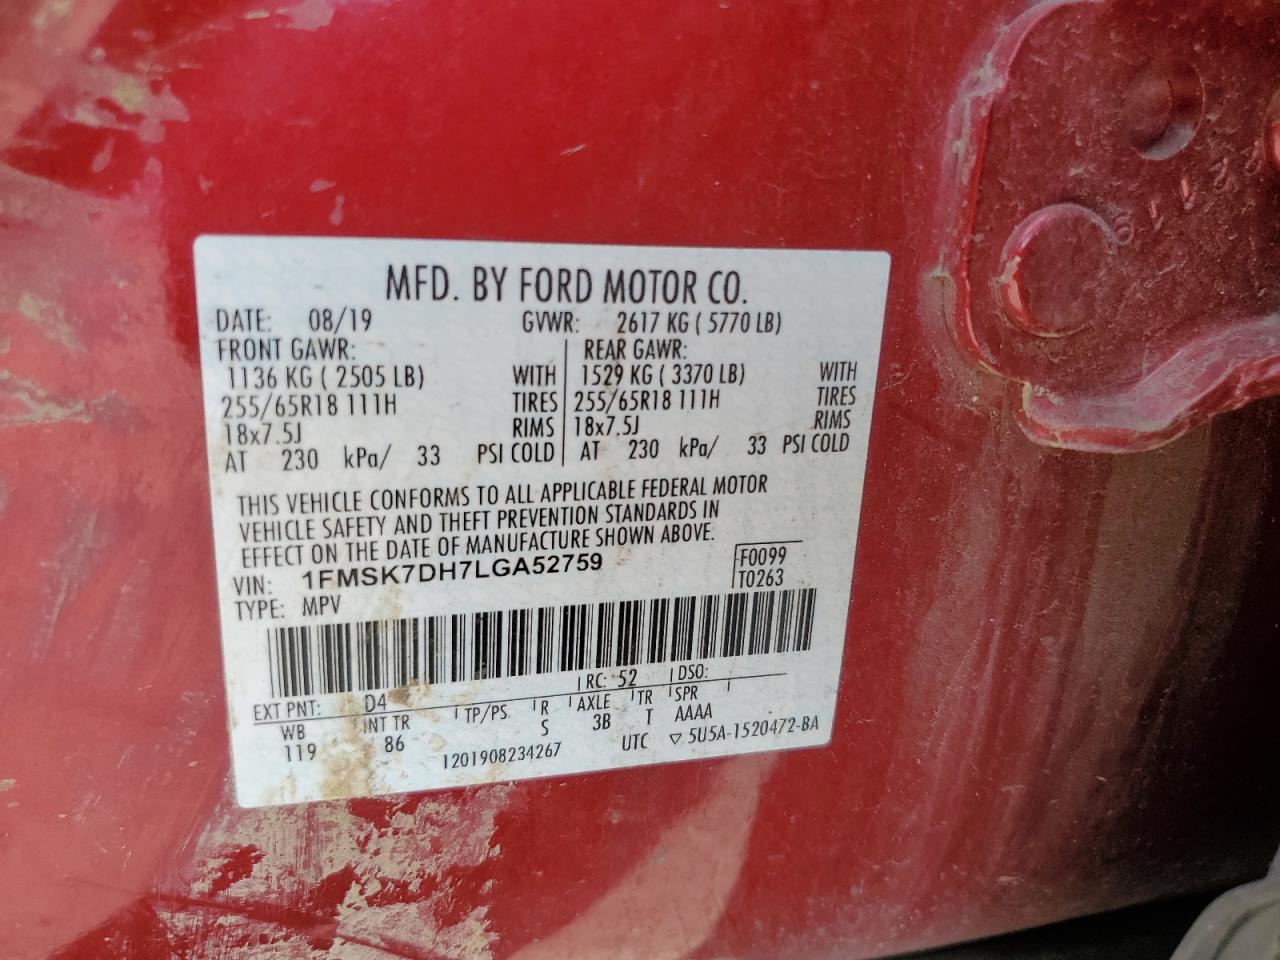 MFD. BY FORD MOTOR CO.
DATE: 08/19 GVWR: 2617 KG ( 5770 LB)
FRONT GAWR: REAR GAWR:
1136 KG ( 2505 LB) WITH 1529 KG ( 3370 LB) WITH
255/65R18 111H TIRES 255/65R18 111H TIRES
18x7.5J RIMS 18x7.5J RIMS
AT 230 kPa/ 33 PSI COLD AT 230 kPa/ 33 PSI COLD
THIS VEHICLE CONFORMS TO ALL APPLICABLE FEDERAL MOTOR
VEHICLE SAFETY AND THEFT PREVENTION STANDARDS IN
EFFECT ON THE DATE OF MANUFACTURE SHOWN ABOVE.
VIN: 1FMSK7DH7LGA52759 F0099
TYPE: MPV T0263
EXT PNT: D4 RC: 52 DSO:
WB INT TR TP/PS R AXLE TR SPR
119 86 S 3B T AAAA
1201908234267 UTC ▽ 5U5A-1520472-BA